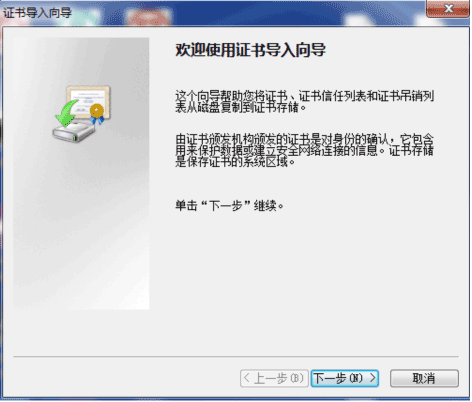 证书导入向导
欢迎使用证书导入向导
这个向导帮助您将证书、证书信任列表和证书吊销列
表从磁盘复制到证书存储。
由证书颁发机构颁发的证书是对身份的确认，它包含
用来保护数据或建立安全网络连接的信息。证书存储
是保存证书的系统区域。
单击“下一步”继续。
< 上一步(B) 下一步(N) > 取消